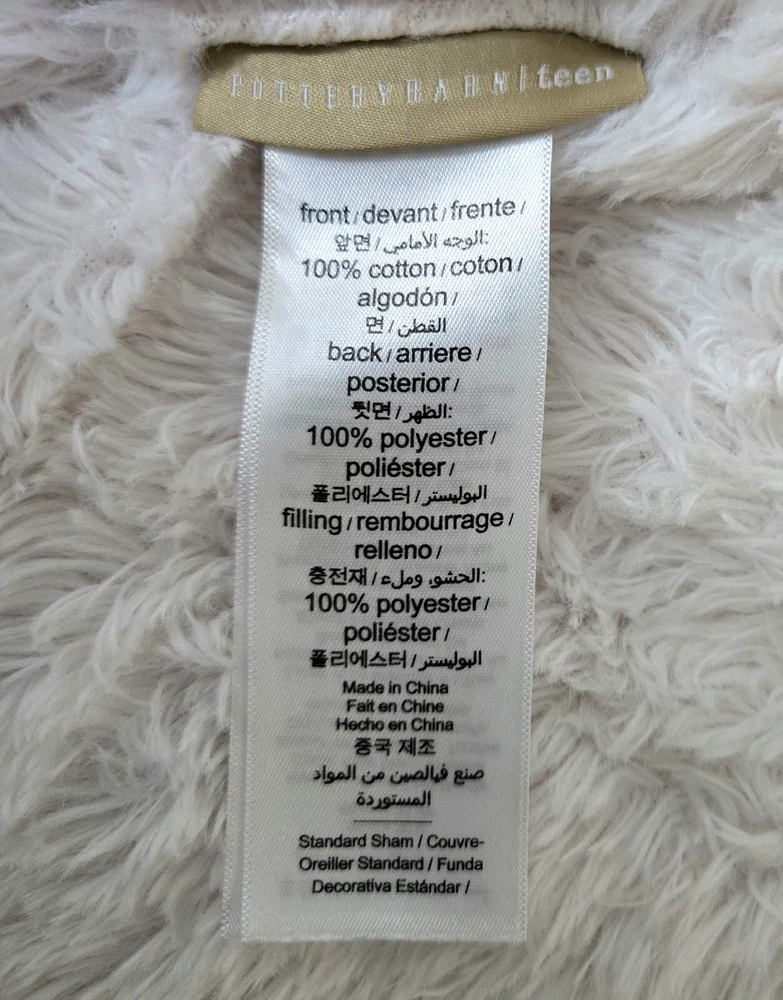 POTTERYBARN | teen
front / devant / frente /
앞면 / الوجه الأمامي:
100% cotton / coton /
algodón /
면 / القطن
back / arriere /
posterior /
뒷면 / الظهر:
100% polyester /
poliéster /
폴리에스터 / البوليستر
filling / rembourrage /
relleno /
충전재 / الحشو، وملء:
100% polyester /
poliéster /
폴리에스터 / البوليستر
Made in China
Fait en Chine
Hecho en China
중국 제조
صنع فيالصين من المواد
المستوردة
Standard Sham / Couvre-
Oreiller Standard / Funda
Decorativa Estándar /